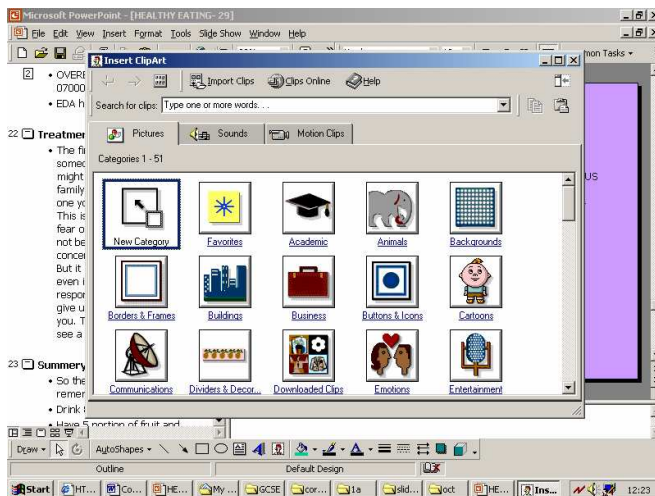 Microsoft PowerPoint - [HEALTHY EATING- 29]
File Edit View Insert Format Tools Slide Show Window Help
Insert ClipArt
mon Tasks
Import Clips Clips Online Help
Search for clips: Type one or more words. . .
Pictures Sounds Motion Clips
Categories 1 - 51
New Category Favorites Academic Animals Backgrounds
Borders & Frames Buildings Business Buttons & Icons Cartoons
Communications Dividers & Decor... Downloaded Clips Emotions Entertainment
2
• OVERE
07000
• EDA h
22 Treatmer
• The fi
someo
might
family
one yo
This is
fear o
not be
concer
But it
even i
respor
give u
you. T
see a
US
23 Summery
• So the
remer
• Drink
• Have 5 portion of fruit and
Draw AutoShapes
Outline Default Design
Start HT... Co... HE... My ... GCSE cor... 1a slid... oct HE... Ins... 12:23